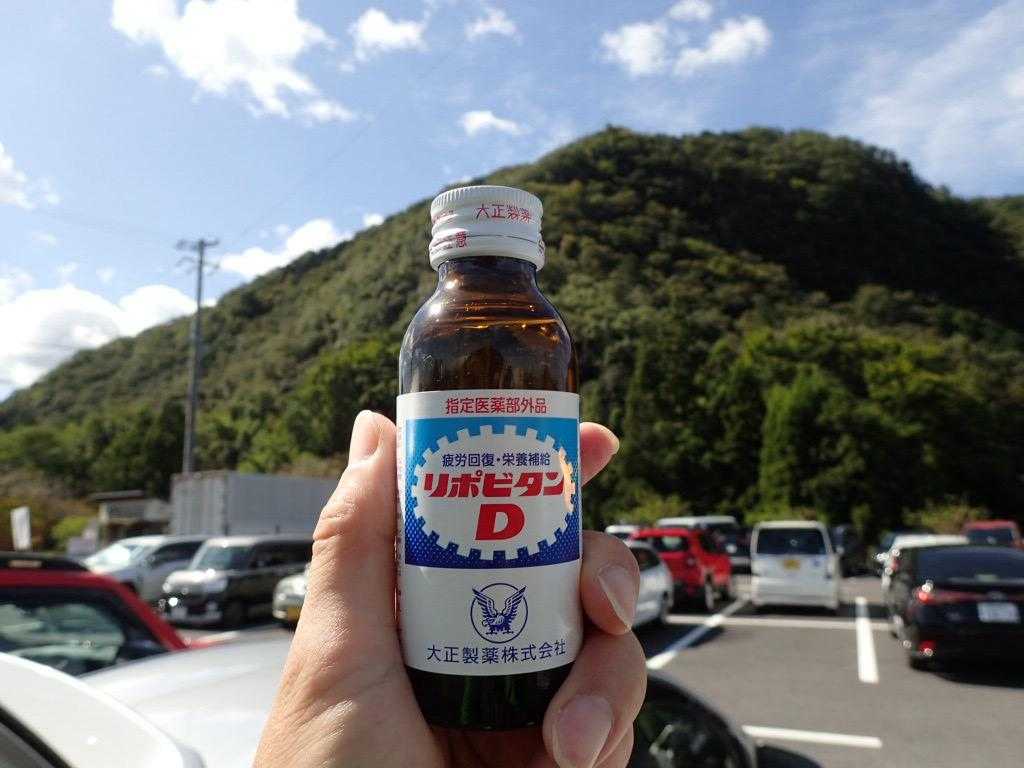 大正製薬
意
指定医薬部外品
疲労回復・栄養補給
リポビタン
D
大正製薬株式会社